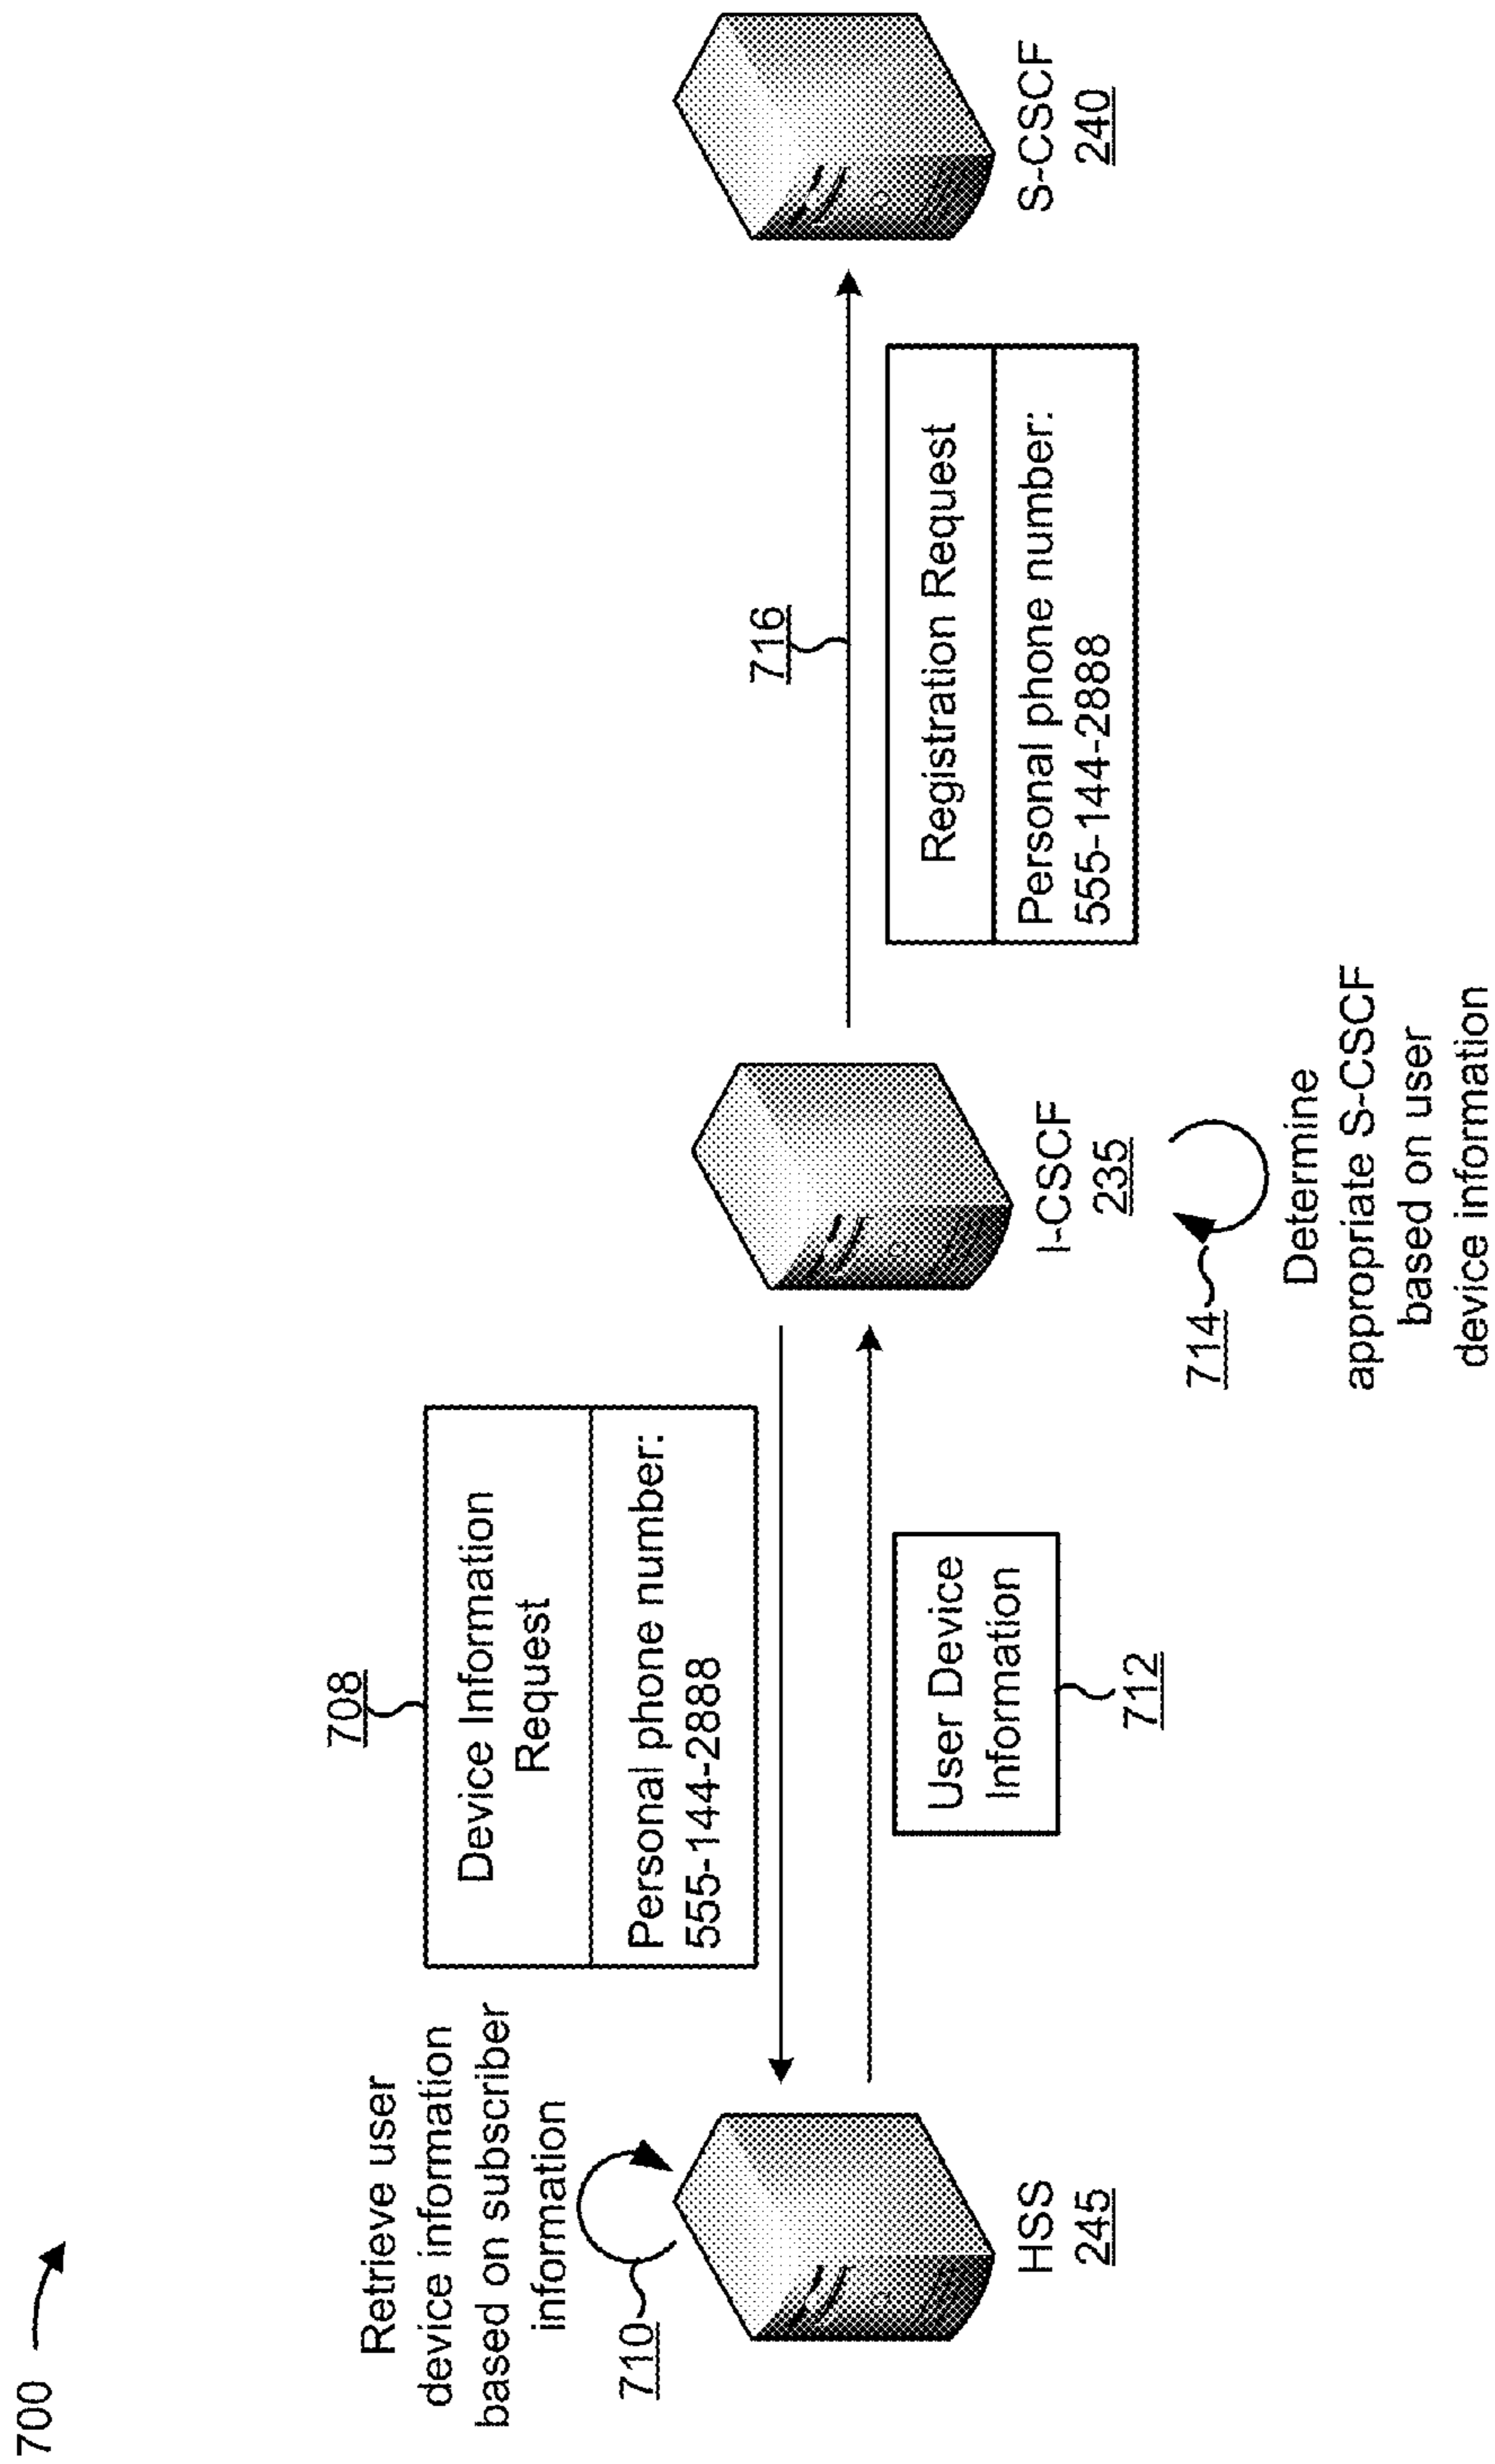 700
Retrieve user
device information
based on subscriber
information
710
HSS
245
708
Device Information
Request
Personal phone number:
555-144-2888
User Device
Information
712
I-CSCF
235
714
Determine
appropriate S-CSCF
based on user
device information
716
Registration Request
Personal phone number:
555-144-2888
S-CSCF
240